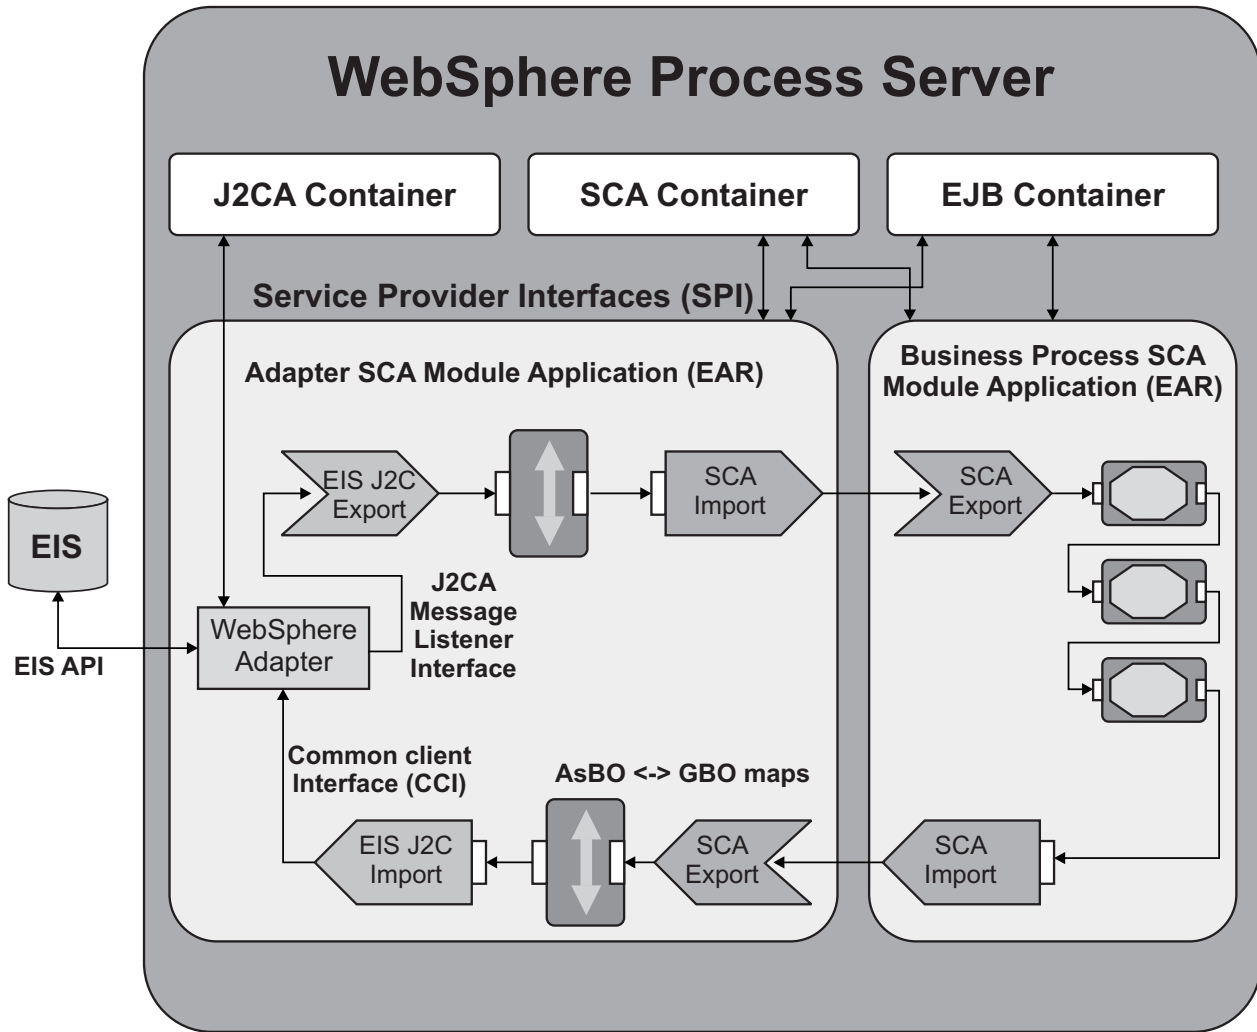 WebSphere Process Server
J2CA Container
SCA Container
EJB Container
Service Provider Interfaces (SPI)
Adapter SCA Module Application (EAR)
Business Process SCA
Module Application (EAR)
EIS J2C
Export
SCA
Import
SCA
Export
EIS
EIS API
WebSphere
Adapter
J2CA
Message
Listener
Interface
Common client
Interface (CCI)
AsBO <-> GBO maps
EIS J2C
Import
SCA
Export
SCA
Import